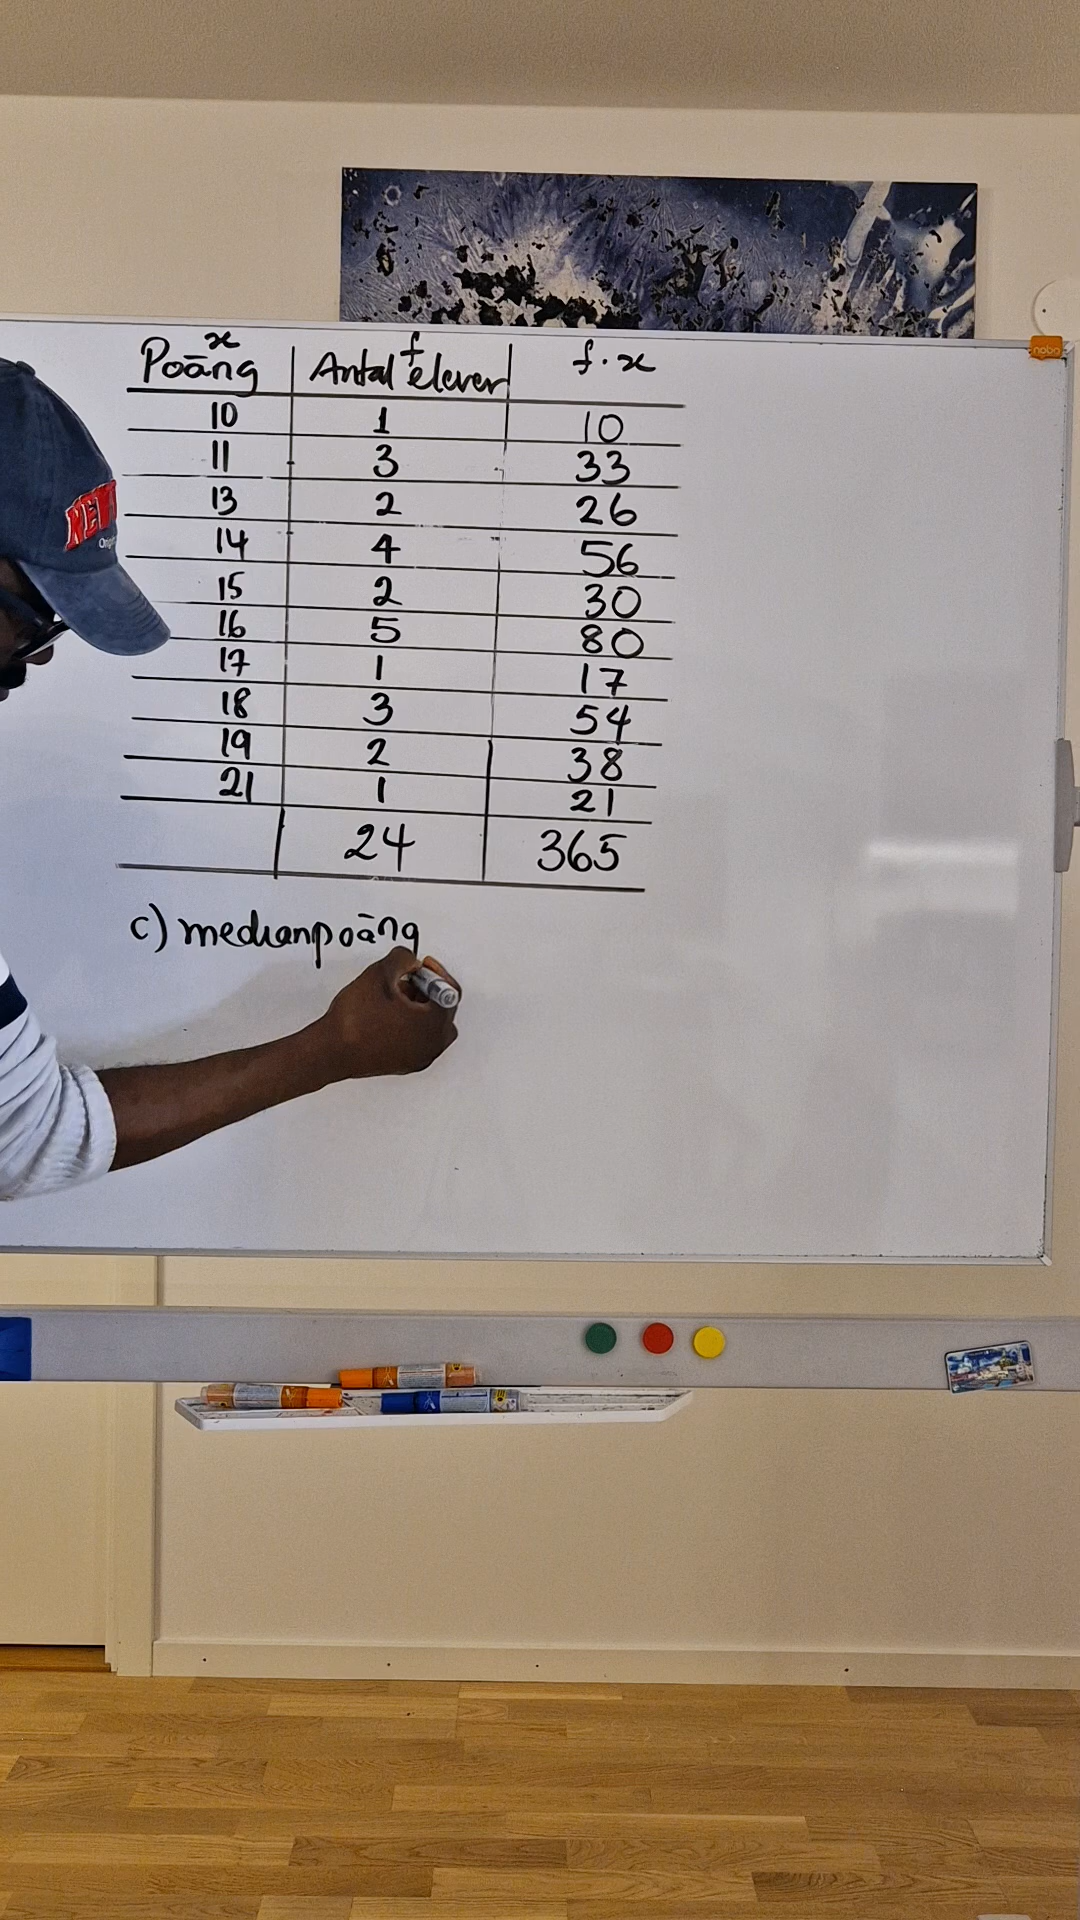 x f
Poäng Antal elever f·x
10 1 10
11 3 33
13 2 26
14 4 56
15 2 30
16 5 80
17 1 17
18 3 54
19 2 38
21 1 21
24 365
c) medianpoäng
nobo